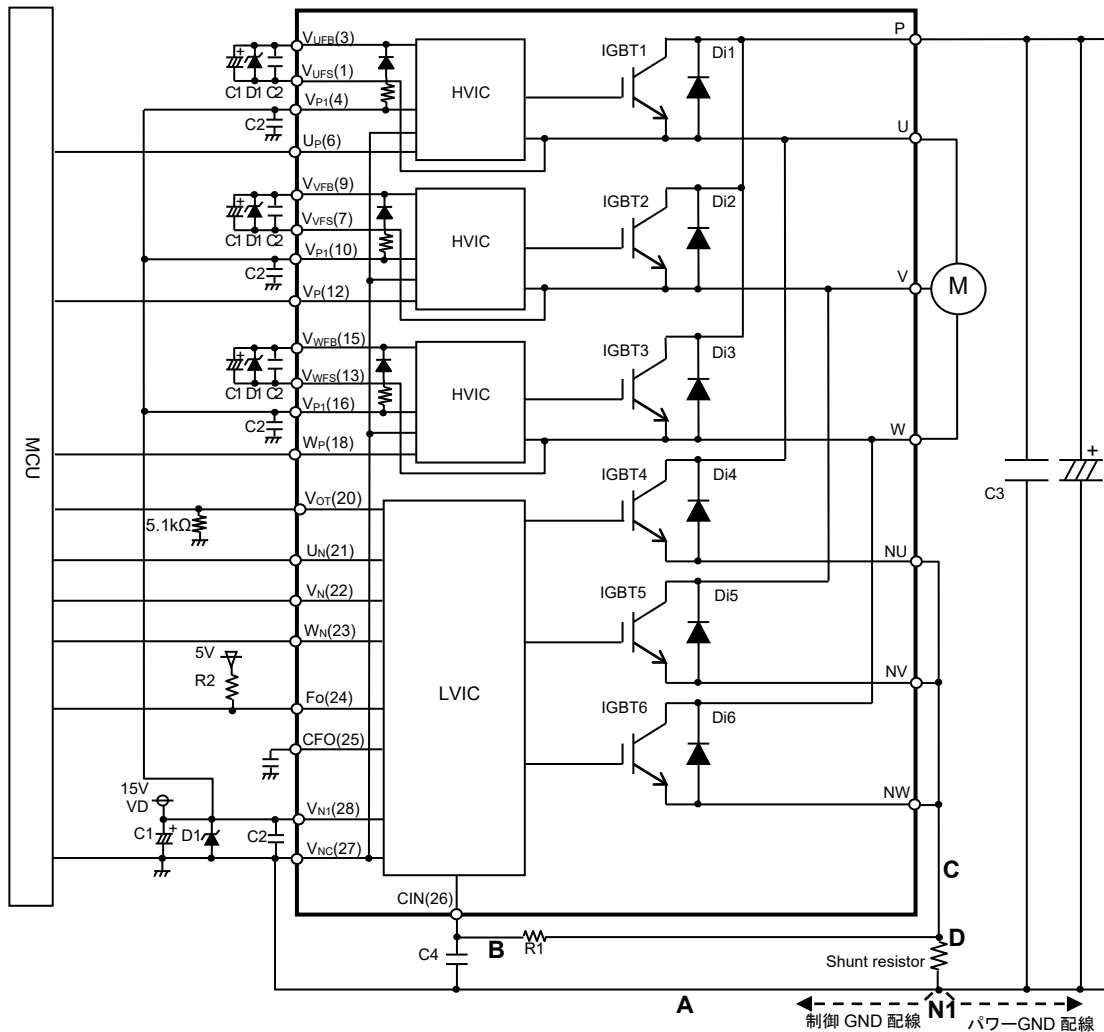 VUFB(3)
C1 D1 C2
VUFS(1)
VP1(4)
C2
UP(6)
HVIC
IGBT1
Di1
P
U
VVFB(9)
C1 D1 C2
VVFS(7)
VP1(10)
C2
VP(12)
HVIC
IGBT2
Di2
V
M
VWFB(15)
C1 D1 C2
VWFS(13)
VP1(16)
C2
WP(18)
HVIC
IGBT3
Di3
W
MCU
VOT(20)
5.1kΩ
UN(21)
VN(22)
WN(23)
5V
R2
Fo(24)
CFO(25)
15V
VD
C1
+
D1
C2
VN1(28)
VNC(27)
LVIC
CIN(26)
IGBT4
Di4
NU
IGBT5
Di5
NV
IGBT6
Di6
NW
C3
+
C
B
R1
D
C4
Shunt resistor
A
N1
制御 GND 配線
パワーGND 配線